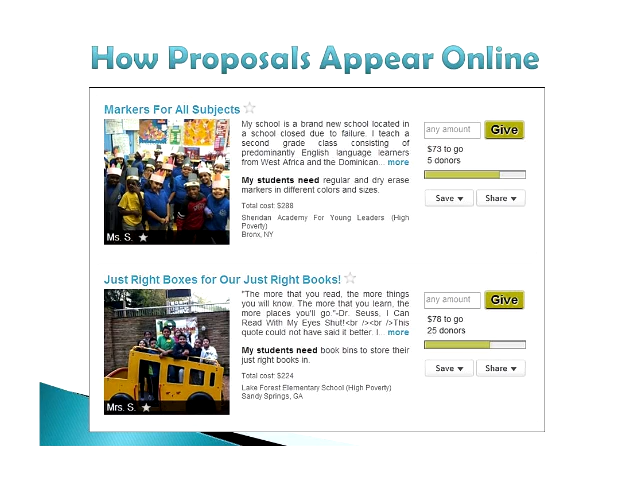 How Proposals Appear Online
Markers For All Subjects
My school is a brand new school located in
a school closed due to failure. I teach a
second grade class consisting of
predominantly English language learners
from West Africa and the Dominican... more
My students need regular and dry erase
markers in different colors and sizes.
Total cost: $288
Sheridan Academy For Young Leaders (High
Poverty)
Bronx, NY
Ms. S.
any amount Give
$73 to go
5 donors
Save Share
Just Right Boxes for Our Just Right Books!
"The more that you read, the more things
you will know. The more that you learn, the
more places you'll go."-Dr. Seuss, I Can
Read With My Eyes Shut!<br /><br />This
quote could not have said it better. I... more
My students need book bins to store their
just right books in.
Total cost: $224
Lake Forest Elementary School (High Poverty)
Sandy Springs, GA
Mrs. S.
any amount Give
$78 to go
25 donors
Save Share